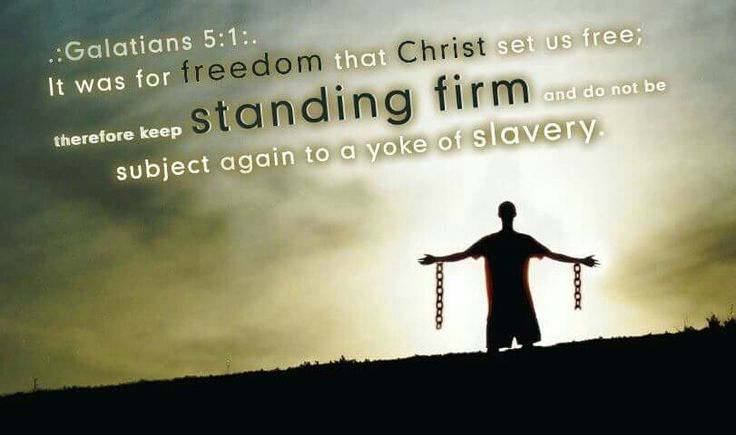 .:Galatians 5:1:.
It was for freedom that Christ set us free;
therefore keep standing firm and do not be
subject again to a yoke of slavery.